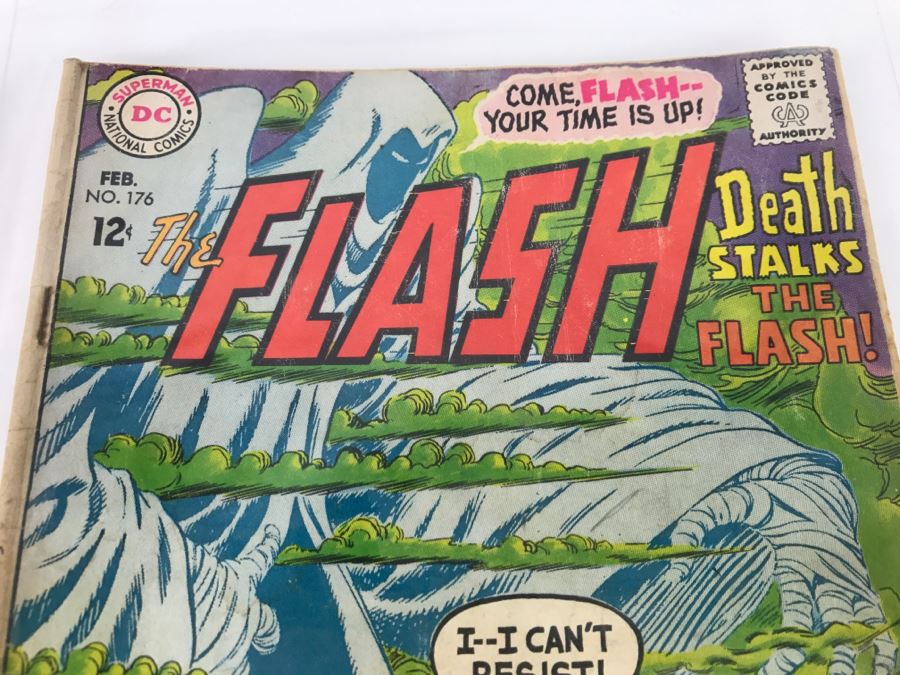 SUPERMAN
DC
NATIONAL COMICS
FEB.
NO. 176
12¢
COME, FLASH--
YOUR TIME IS UP!
APPROVED
BY THE
COMICS
CODE
CA
AUTHORITY
The FLASH
Death
STALKS
THE
FLASH!
I--I CAN'T
RESIST!